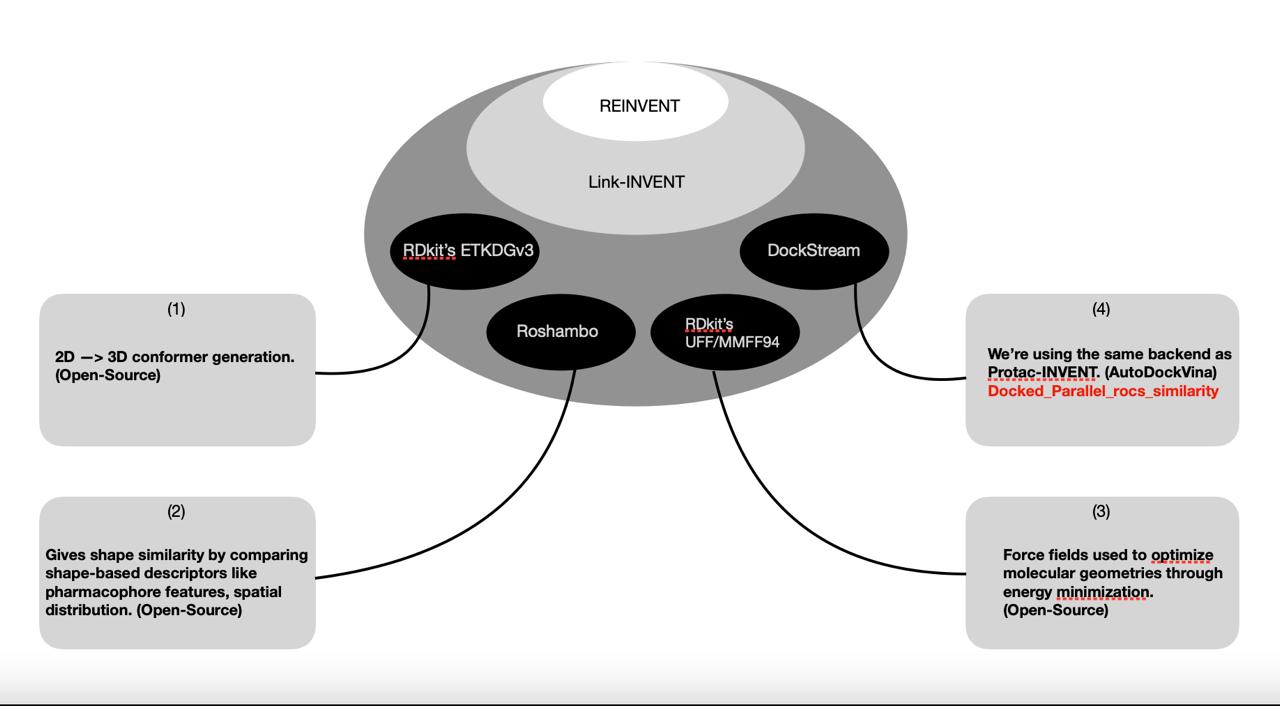 REINVENT
Link-INVENT
RDkit's ETKDGv3
DockStream
Roshambo
RDkit's
UFF/MMFF94
(1)
2D —> 3D conformer generation.
(Open-Source)
(4)
We're using the same backend as
Protac-INVENT. (AutoDockVina)
Docked_Parallel_rocs_similarity
(2)
Gives shape similarity by comparing
shape-based descriptors like
pharmacophore features, spatial
distribution. (Open-Source)
(3)
Force fields used to optimize
molecular geometries through
energy minimization.
(Open-Source)